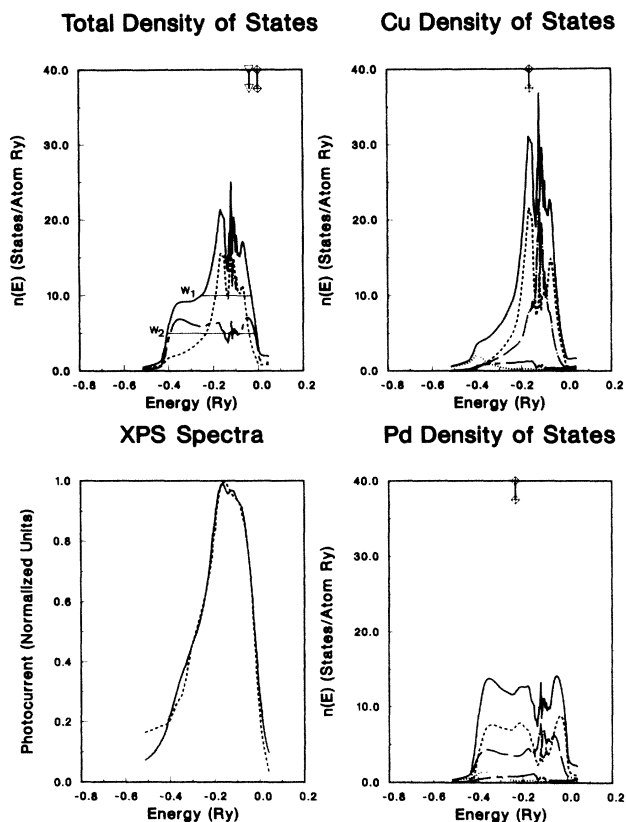 Total Density of States
Cu Density of States
n(E) (States/Atom Ry)
40.0
30.0
20.0
10.0
0.0
W1
W2
-0.8 -0.6 -0.4 -0.2 0.0 0.2
Energy (Ry)
n(E) (States/Atom Ry)
40.0
30.0
20.0
10.0
0.0
-0.8 -0.6 -0.4 -0.2 0.0 0.2
Energy (Ry)
XPS Spectra
Pd Density of States
Photocurrent (Normalized Units)
1.0
0.8
0.6
0.4
0.2
0.0
-0.8 -0.6 -0.4 -0.2 0.0 0.2
Energy (Ry)
n(E) (States/Atom Ry)
40.0
30.0
20.0
10.0
0.0
-0.8 -0.6 -0.4 -0.2 0.0 0.2
Energy (Ry)